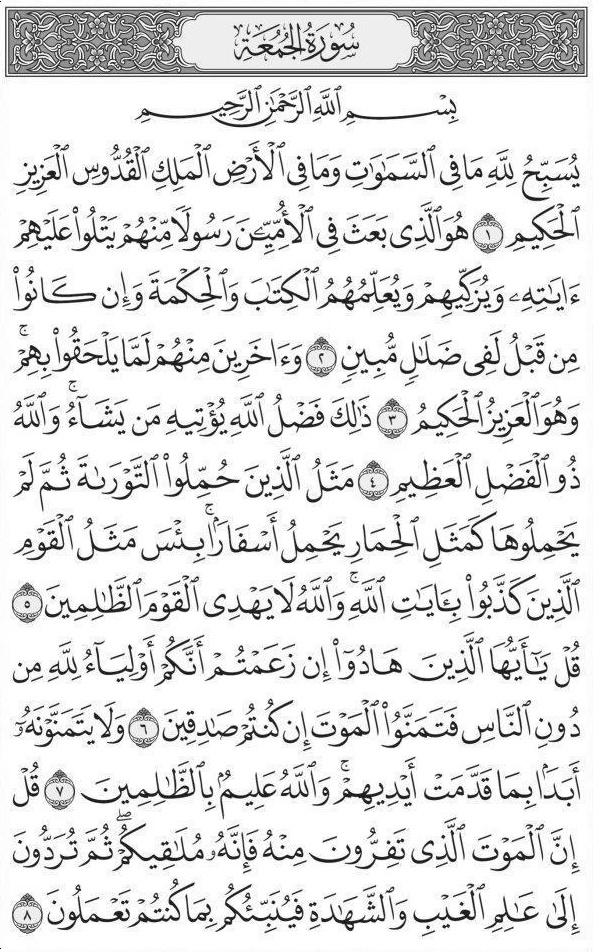 سُورَةُ الجُمُعَةِ
بِسْمِ ٱللَّهِ ٱلرَّحْمَٰنِ ٱلرَّحِيمِ
يُسَبِّحُ لِلَّهِ مَا فِي ٱلسَّمَٰوَٰتِ وَمَا فِي ٱلْأَرْضِ ٱلْمَلِكِ ٱلْقُدُّوسِ ٱلْعَزِيزِ
ٱلْحَكِيمِ ١ هُوَ ٱلَّذِي بَعَثَ فِي ٱلْأُمِّيِّـۧنَ رَسُولًا مِّنْهُمْ يَتْلُوا۟ عَلَيْهِمْ
ءَايَٰتِهِۦ وَيُزَكِّيهِمْ وَيُعَلِّمُهُمُ ٱلْكِتَٰبَ وَٱلْحِكْمَةَ وَإِن كَانُوا۟
مِن قَبْلُ لَفِي ضَلَٰلٍ مُّبِينٍ ٢ وَءَاخَرِينَ مِنْهُمْ لَمَّا يَلْحَقُوا۟ بِهِمْ ۚ
وَهُوَ ٱلْعَزِيزُ ٱلْحَكِيمُ ٣ ذَٰلِكَ فَضْلُ ٱللَّهِ يُؤْتِيهِ مَن يَشَآءُ ۚ وَٱللَّهُ
ذُو ٱلْفَضْلِ ٱلْعَظِيمِ ٤ مَثَلُ ٱلَّذِينَ حُمِّلُوا۟ ٱلتَّوْرَىٰةَ ثُمَّ لَمْ
يَحْمِلُوهَا كَمَثَلِ ٱلْحِمَارِ يَحْمِلُ أَسْفَارًۢا ۚ بِئْسَ مَثَلُ ٱلْقَوْمِ
ٱلَّذِينَ كَذَّبُوا۟ بِـَٔايَٰتِ ٱللَّهِ ۚ وَٱللَّهُ لَا يَهْدِي ٱلْقَوْمَ ٱلظَّٰلِمِينَ ٥
قُلْ يَٰٓأَيُّهَا ٱلَّذِينَ هَادُوٓا۟ إِن زَعَمْتُمْ أَنَّكُمْ أَوْلِيَآءُ لِلَّهِ مِن
دُونِ ٱلنَّاسِ فَتَمَنَّوُا۟ ٱلْمَوْتَ إِن كُنتُمْ صَٰدِقِينَ ٦ وَلَا يَتَمَنَّوْنَهُۥٓ
أَبَدًۢا بِمَا قَدَّمَتْ أَيْدِيهِمْ ۚ وَٱللَّهُ عَلِيمٌۢ بِٱلظَّٰلِمِينَ ٧ قُلْ
إِنَّ ٱلْمَوْتَ ٱلَّذِي تَفِرُّونَ مِنْهُ فَإِنَّهُۥ مُلَٰقِيكُمْ ۖ ثُمَّ تُرَدُّونَ
إِلَىٰ عَٰلِمِ ٱلْغَيْبِ وَٱلشَّهَٰدَةِ فَيُنَبِّئُكُم بِمَا كُنتُمْ تَعْمَلُونَ ٨